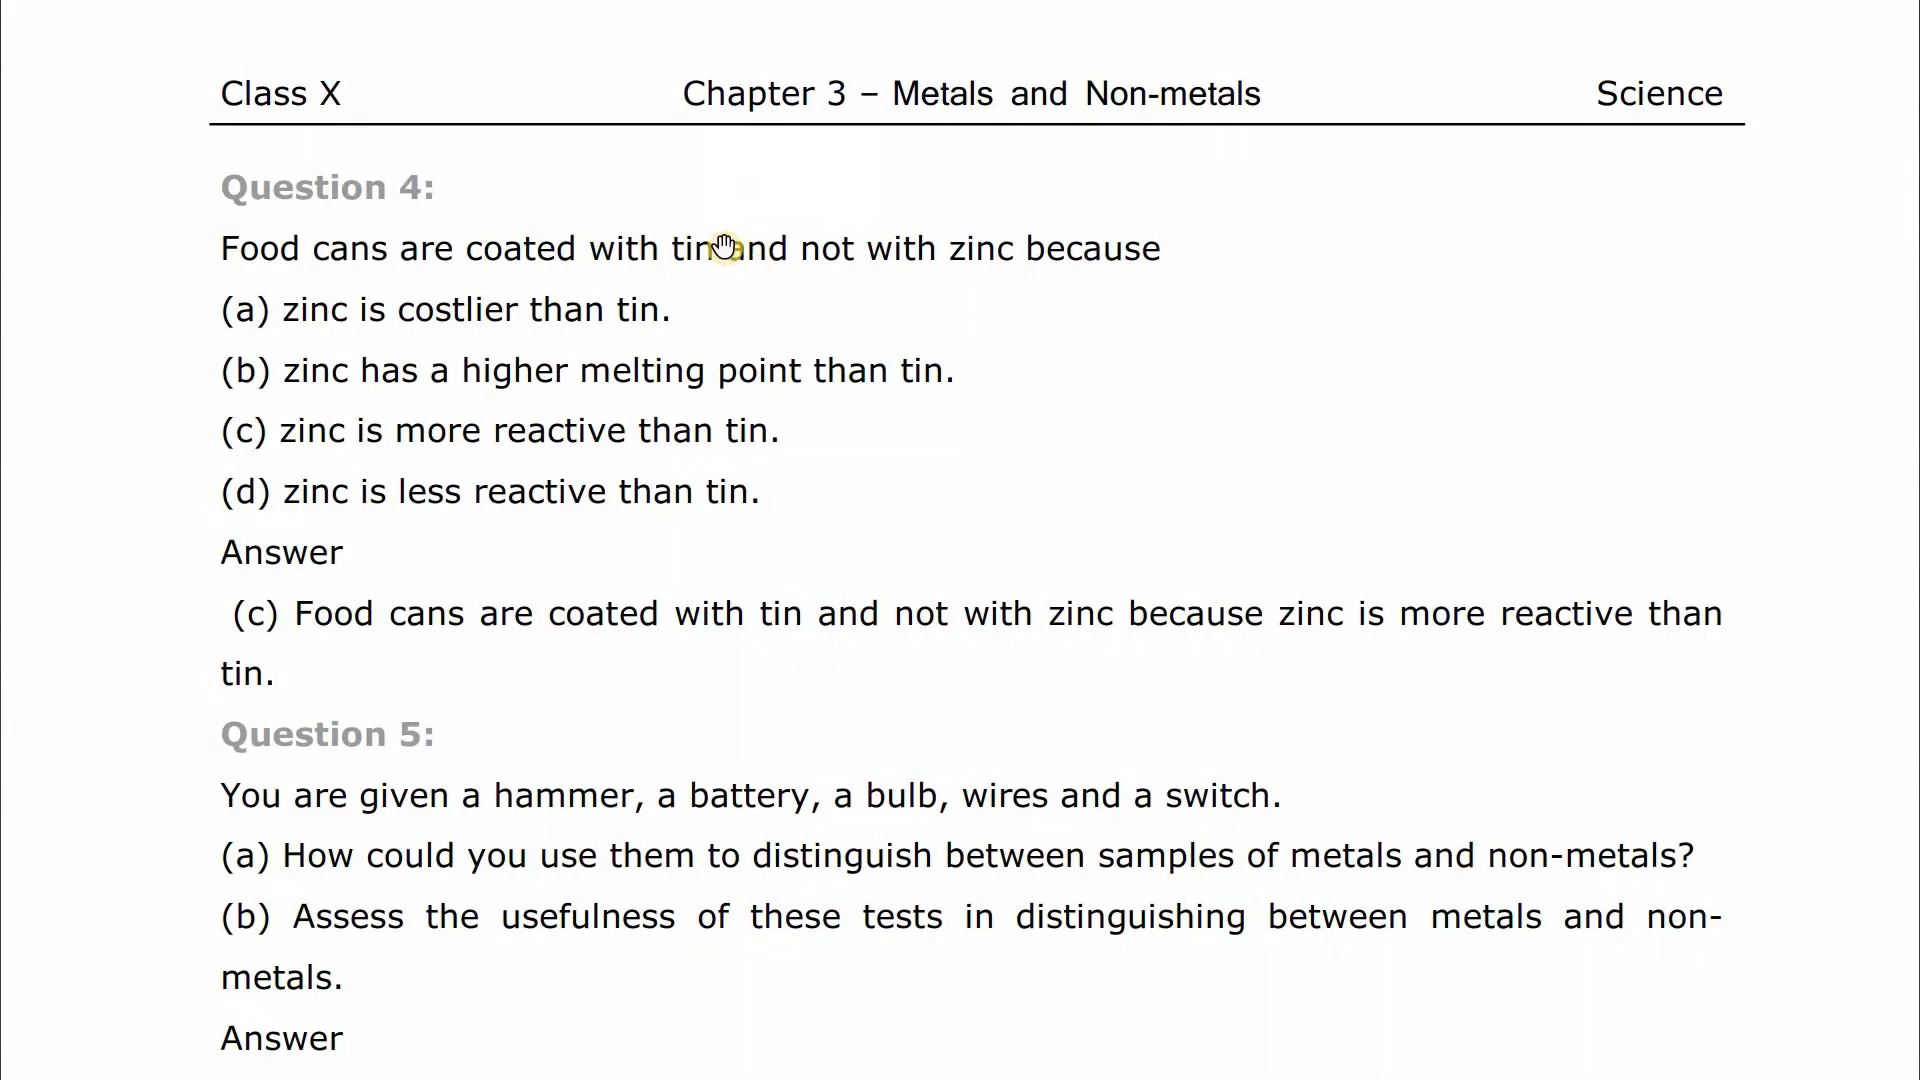 Class X Chapter 3 – Metals and Non-metals Science
Question 4:
Food cans are coated with tin and not with zinc because
(a) zinc is costlier than tin.
(b) zinc has a higher melting point than tin.
(c) zinc is more reactive than tin.
(d) zinc is less reactive than tin.
Answer
(c) Food cans are coated with tin and not with zinc because zinc is more reactive than
tin.
Question 5:
You are given a hammer, a battery, a bulb, wires and a switch.
(a) How could you use them to distinguish between samples of metals and non-metals?
(b) Assess the usefulness of these tests in distinguishing between metals and non-
metals.
Answer